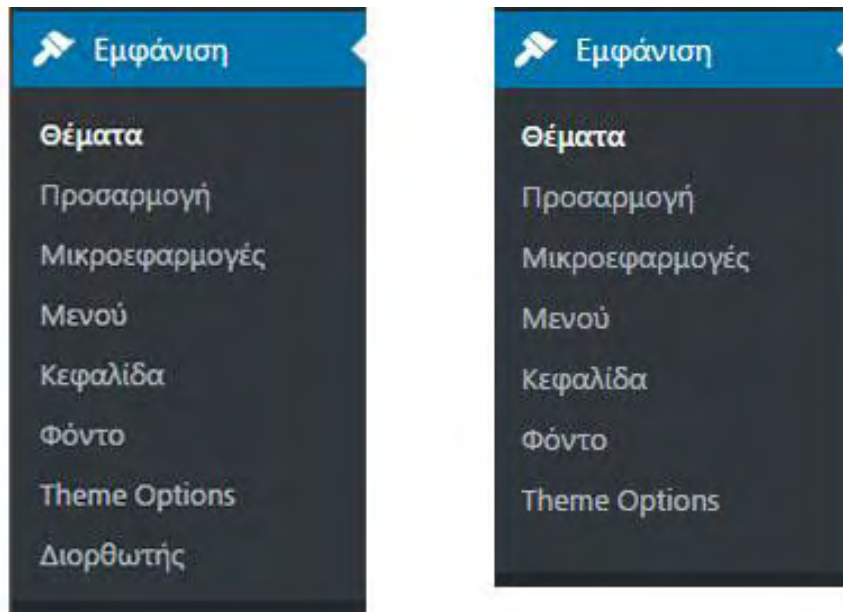 Εμφάνιση
Θέματα
Προσαρμογή
Μικροεφαρμογές
Μενού
Κεφαλίδα
Φόντο
Theme Options
Διορθωτής
Εμφάνιση
Θέματα
Προσαρμογή
Μικροεφαρμογές
Μενού
Κεφαλίδα
Φόντο
Theme Options